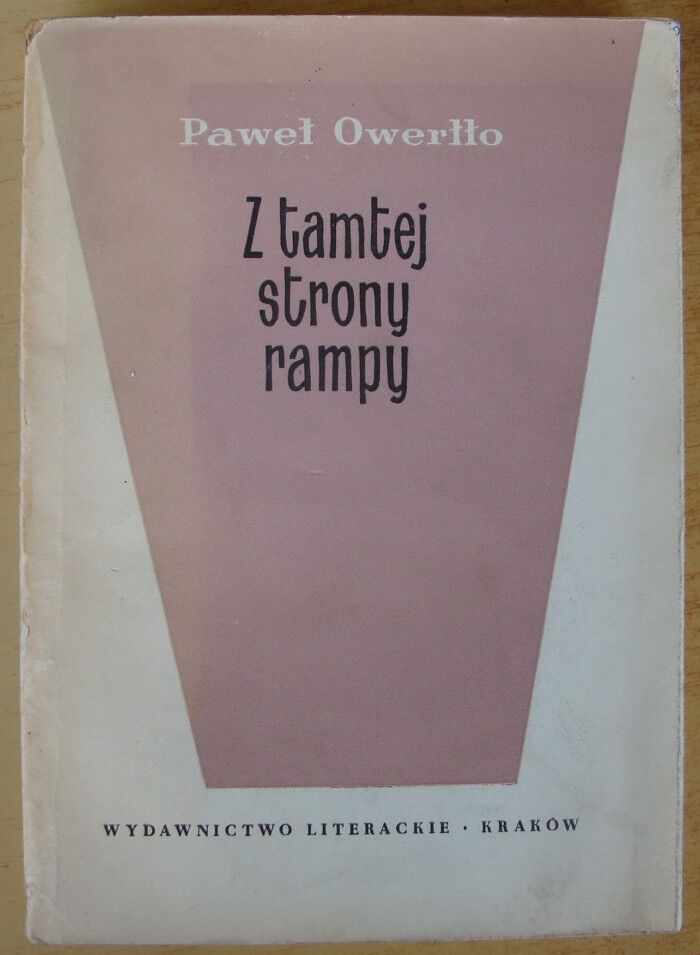 Paweł Owerłło
Z tamtej
strony
rampy
WYDAWNICTWO LITERACKIE · KRAKÓW